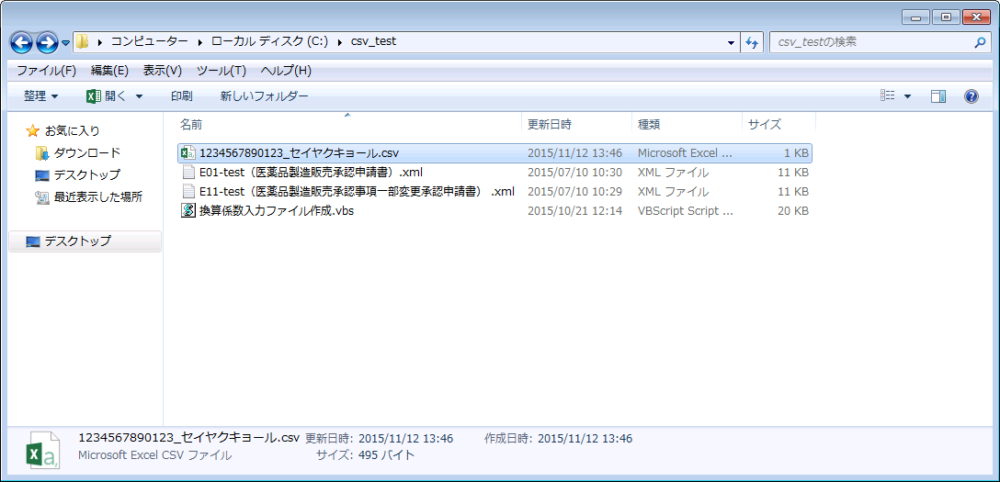 コンピューター ▸ ローカル ディスク (C:) ▸ csv_test
csv_testの検索
ファイル(F) 編集(E) 表示(V) ツール(T) ヘルプ(H)
整理 開く 印刷 新しいフォルダー
お気に入り
ダウンロード
デスクトップ
最近表示した場所
デスクトップ
名前 更新日時 種類 サイズ
1234567890123_セイヤクキョール.csv 2015/11/12 13:46 Microsoft Excel ... 1 KB
E01-test（医薬品製造販売承認申請書）.xml 2015/07/10 10:30 XML ファイル 11 KB
E11-test（医薬品製造販売承認事項一部変更承認申請書） .xml 2015/07/10 10:29 XML ファイル 11 KB
換算係数入力ファイル作成.vbs 2015/10/21 12:14 VBScript Script ... 20 KB
1234567890123_セイヤクキョール.csv 更新日時: 2015/11/12 13:46 作成日時: 2015/11/12 13:46
Microsoft Excel CSV ファイル サイズ: 495 バイト